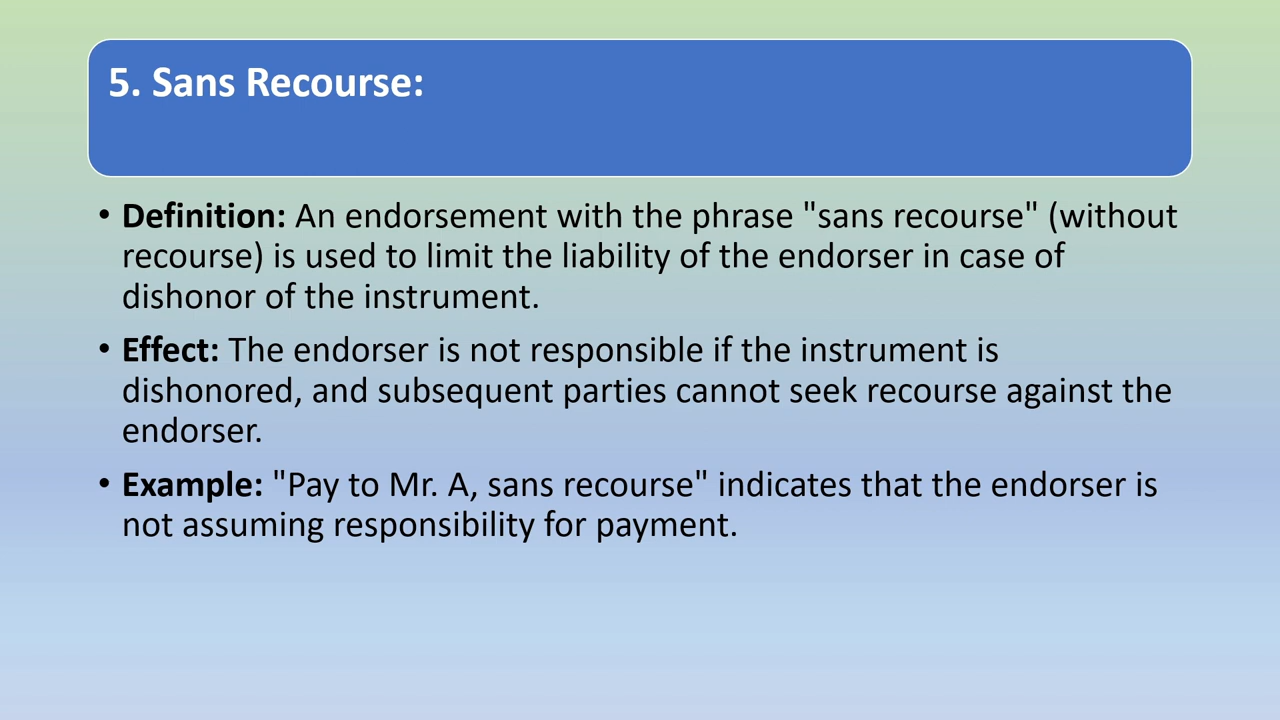 5. Sans Recourse:
• Definition: An endorsement with the phrase "sans recourse" (without
recourse) is used to limit the liability of the endorser in case of
dishonor of the instrument.
• Effect: The endorser is not responsible if the instrument is
dishonored, and subsequent parties cannot seek recourse against the
endorser.
• Example: "Pay to Mr. A, sans recourse" indicates that the endorser is
not assuming responsibility for payment.